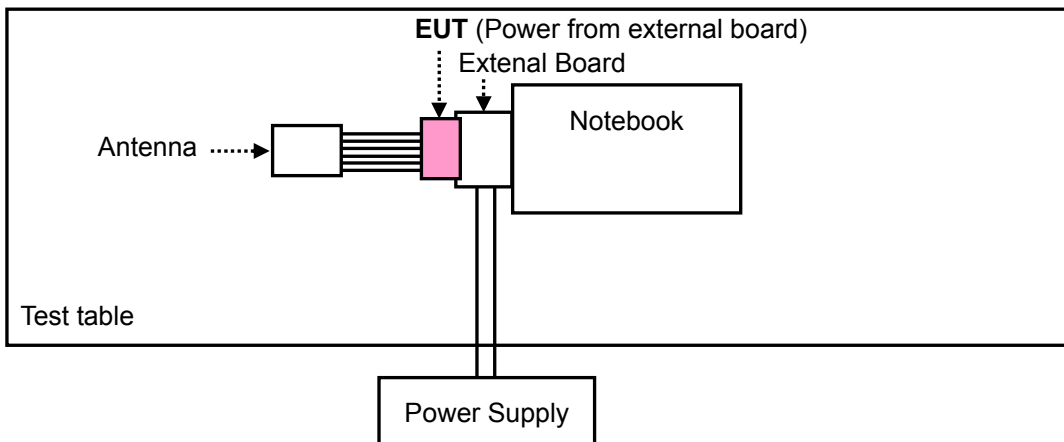 EUT (Power from external board)
Extenal Board
Notebook
Antenna
Test table
Power Supply